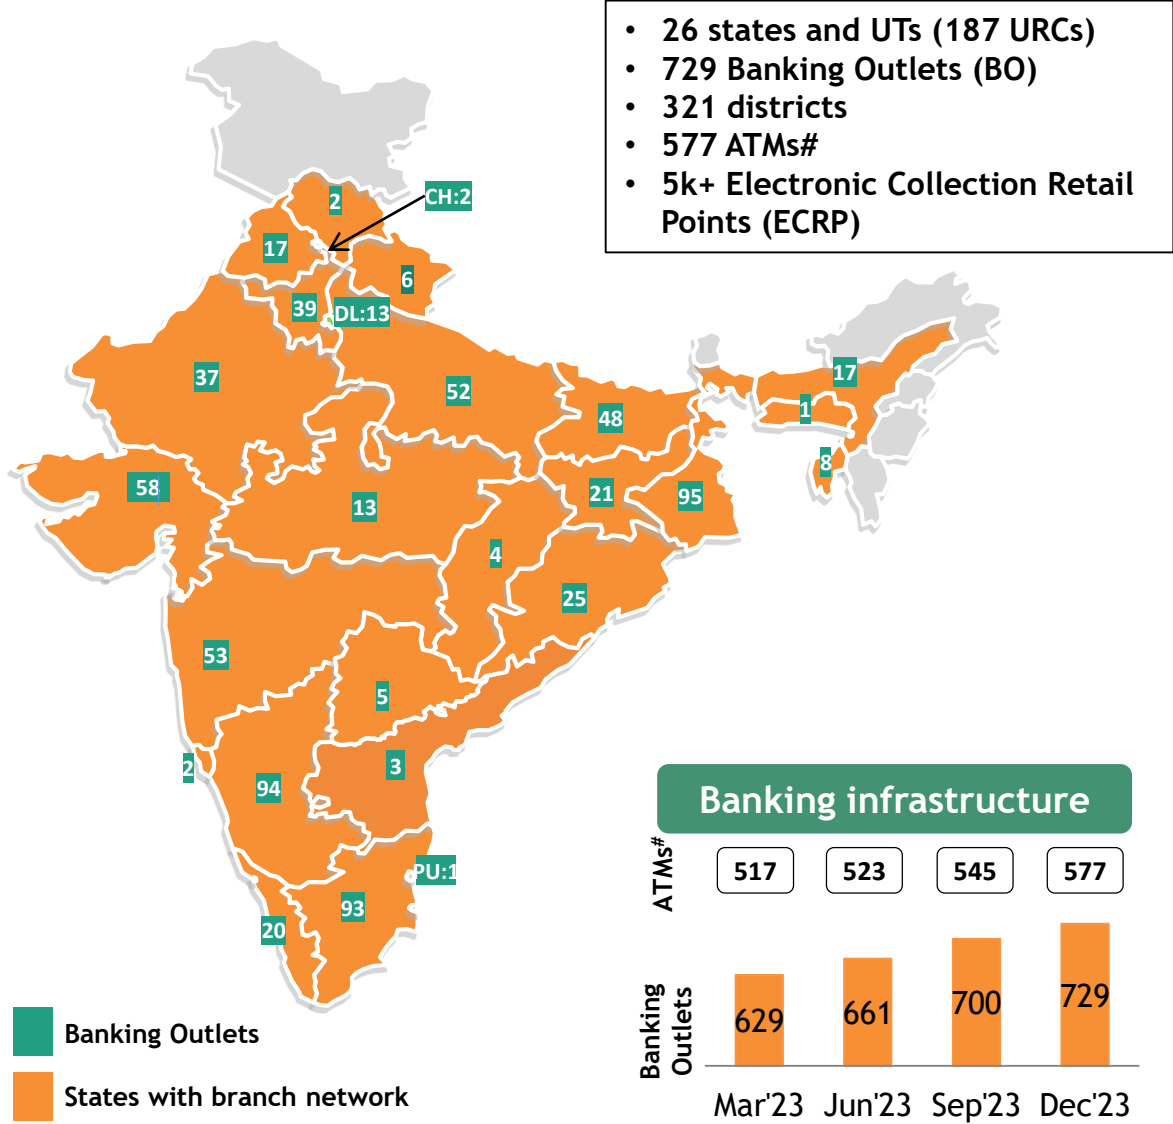 • 26 states and UTs (187 URCs)
• 729 Banking Outlets (BO)
• 321 districts
• 577 ATMs#
• 5k+ Electronic Collection Retail
Points (ECRP)
2
CH:2
17
6
39
DL:13
37
52
48
17
1
8
58
13
21
95
4
25
53
5
2
94
3
PU:1
93
20
Banking Outlets
States with branch network
Banking infrastructure
ATMs#
517 523 545 577
Banking
Outlets
629 661 700 729
Mar'23 Jun'23 Sep'23 Dec'23